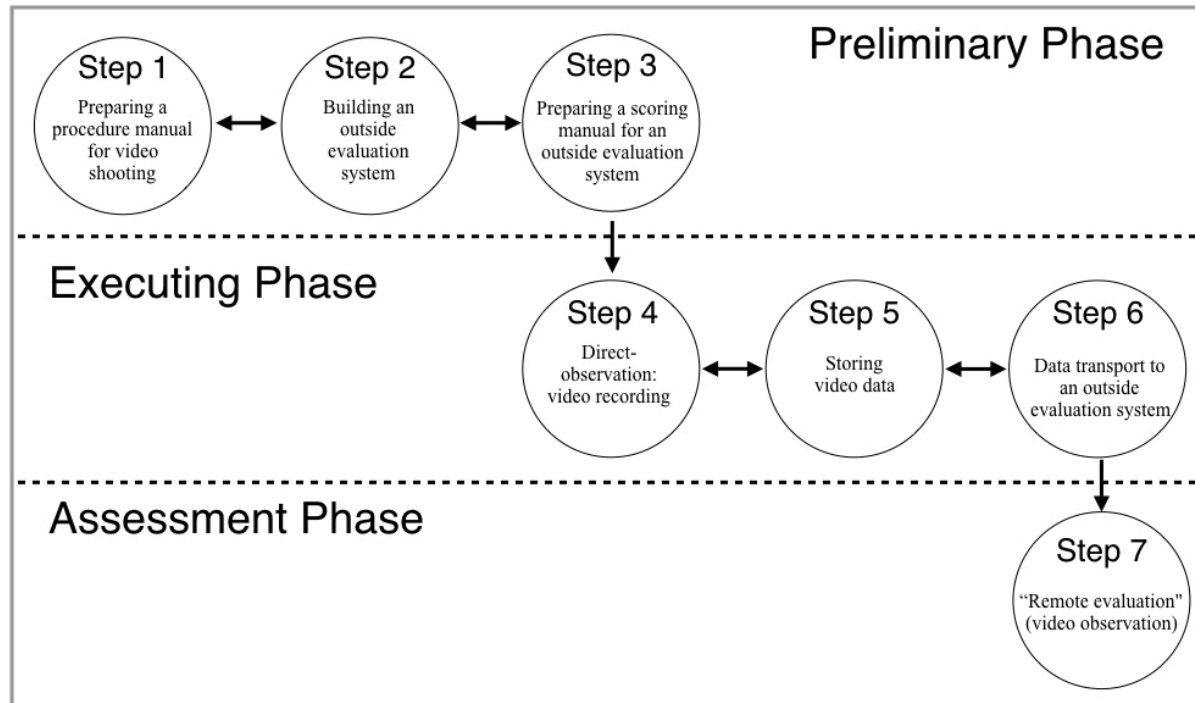 Preliminary Phase
Step 1
Preparing a
procedure manual
for video
shooting
Step 2
Building an
outside
evaluation
system
Step 3
Preparing a scoring
manual for an
outside evaluation
system
Executing Phase
Step 4
Direct-
observation:
video recording
Step 5
Storing
video data
Step 6
Data transport to
an outside
evaluation system
Assessment Phase
Step 7
“Remote evaluation"
(video observation)